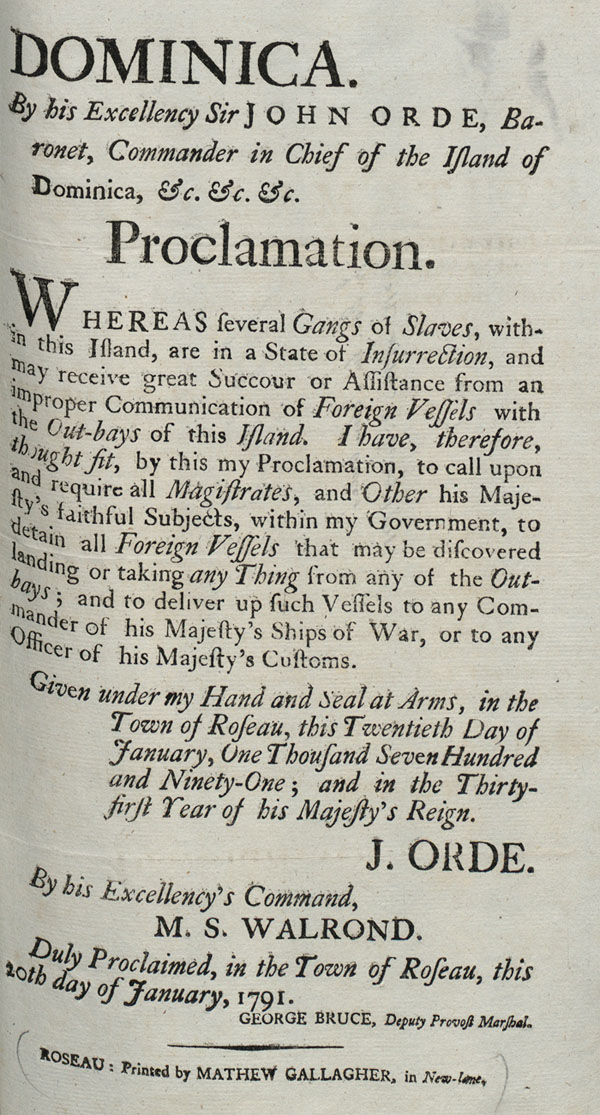 DOMINICA.
By his Excellency Sir JOHN ORDE, Ba-
ronet, Commander in Chief of the Iſland of
Dominica, &c. &c. &c.
Proclamation.
WHEREAS ſeveral Gangs of Slaves, with-
in this Iſland, are in a State of Inſurrection, and
may receive great Succour or Aſſiſtance from an
improper Communication of Foreign Veſſels with
the Out-bays of this Iſland. I have, therefore,
thought fit, by this my Proclamation, to call upon
and require all Magiſtrates, and Other his Maje-
ſty's faithful Subjects, within my Government, to
detain all Foreign Veſſels that may be diſcovered
landing or taking any Thing from any of the Out-
bays; and to deliver up ſuch Veſſels to any Com-
mander of his Majeſty's Ships of War, or to any
Officer of his Majeſty's Cuſtoms.
Given under my Hand and Seal at Arms, in the
Town of Roſeau, this Twentieth Day of
January, One Thouſand Seven Hundred
and Ninety-One; and in the Thirty-
firſt Year of his Majeſty's Reign.
J. ORDE.
By his Excellency's Command,
M. S. WALROND.
Duly Proclaimed, in the Town of Roſeau, this
20th day of January, 1791.
GEORGE BRUCE, Deputy Provoſt Marſhal.
ROSEAU: Printed by MATHEW GALLAGHER, in New-lane.